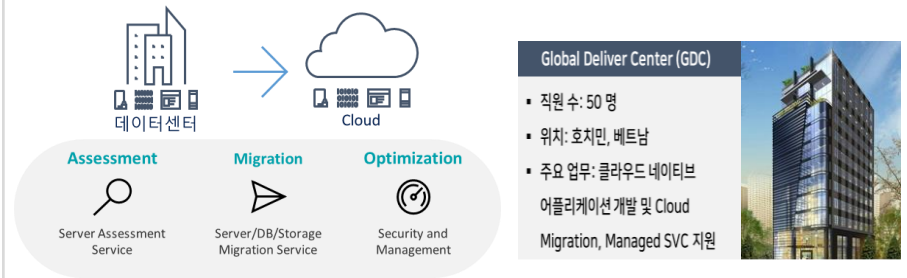 데이터센터
Cloud
Assessment
Migration
Optimization
Server Assessment
Service
Server/DB/Storage
Migration Service
Security and
Management
Global Deliver Center (GDC)
▪ 직원 수: 50 명
▪ 위치: 호치민, 베트남
▪ 주요 업무: 클라우드 네이티브
어플리케이션 개발 및 Cloud
Migration, Managed SVC 지원